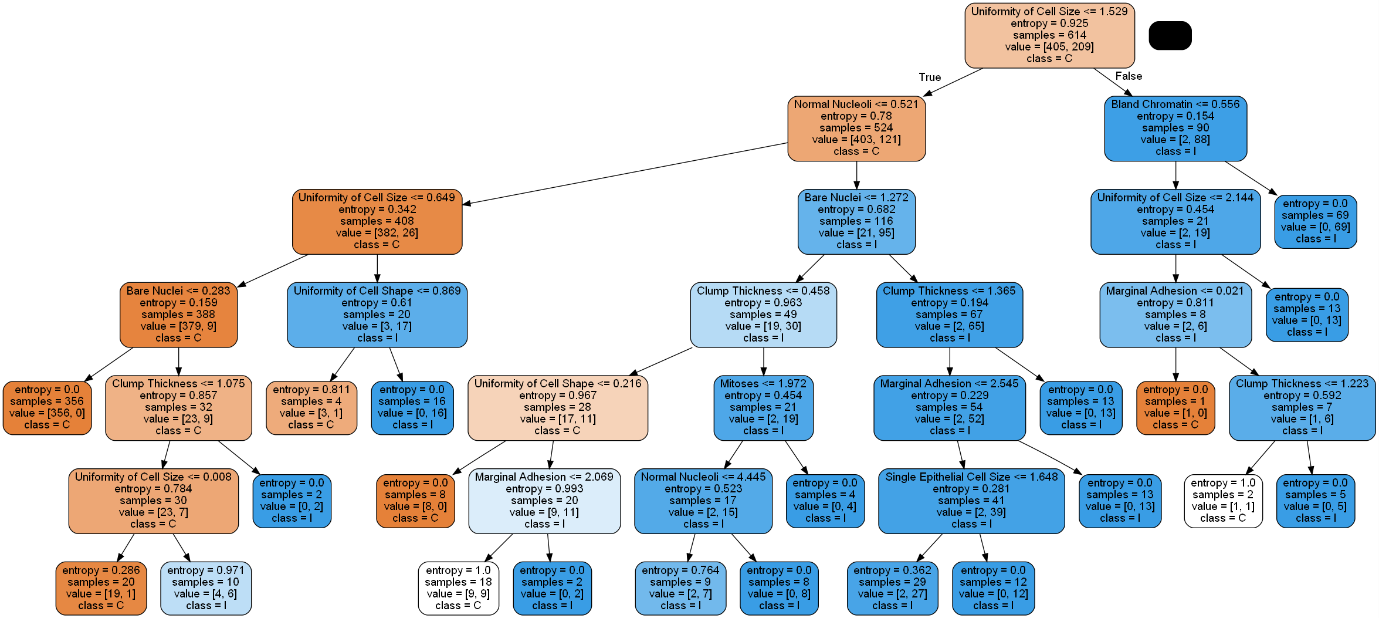 Uniformity of Cell Size <= 1.529
entropy = 0.925
samples = 614
value = [405, 209]
class = C
True
False
Normal Nucleoli <= 0.521
entropy = 0.78
samples = 524
value = [403, 121]
class = C
Bland Chromatin <= 0.556
entropy = 0.154
samples = 90
value = [2, 88]
class = I
Uniformity of Cell Size <= 0.649
entropy = 0.342
samples = 408
value = [382, 26]
class = C
Bare Nuclei <= 1.272
entropy = 0.682
samples = 116
value = [21, 95]
class = I
Uniformity of Cell Size <= 2.144
entropy = 0.454
samples = 21
value = [2, 19]
class = I
entropy = 0.0
samples = 69
value = [0, 69]
class = I
Bare Nuclei <= 0.283
entropy = 0.159
samples = 388
value = [379, 9]
class = C
Uniformity of Cell Shape <= 0.869
entropy = 0.61
samples = 20
value = [3, 17]
class = I
Clump Thickness <= 0.458
entropy = 0.963
samples = 49
value = [19, 30]
class = I
Clump Thickness <= 1.365
entropy = 0.194
samples = 67
value = [2, 65]
class = I
Marginal Adhesion <= 0.021
entropy = 0.811
samples = 8
value = [2, 6]
class = I
entropy = 0.0
samples = 13
value = [0, 13]
class = I
entropy = 0.0
samples = 356
value = [356, 0]
class = C
Clump Thickness <= 1.075
entropy = 0.857
samples = 32
value = [23, 9]
class = C
entropy = 0.811
samples = 4
value = [3, 1]
class = C
entropy = 0.0
samples = 16
value = [0, 16]
class = I
Uniformity of Cell Shape <= 0.216
entropy = 0.967
samples = 28
value = [17, 11]
class = C
Mitoses <= 1.972
entropy = 0.454
samples = 21
value = [2, 19]
class = I
Marginal Adhesion <= 2.545
entropy = 0.229
samples = 54
value = [2, 52]
class = I
entropy = 0.0
samples = 13
value = [0, 13]
class = I
entropy = 0.0
samples = 1
value = [1, 0]
class = C
Clump Thickness <= 1.223
entropy = 0.592
samples = 7
value = [1, 6]
class = I
Uniformity of Cell Size <= 0.008
entropy = 0.784
samples = 30
value = [23, 7]
class = C
entropy = 0.0
samples = 2
value = [0, 2]
class = I
entropy = 0.0
samples = 8
value = [8, 0]
class = C
Marginal Adhesion <= 2.069
entropy = 0.993
samples = 20
value = [9, 11]
class = I
Normal Nucleoli <= 4.445
entropy = 0.523
samples = 17
value = [2, 15]
class = I
entropy = 0.0
samples = 4
value = [0, 4]
class = I
Single Epithelial Cell Size <= 1.648
entropy = 0.281
samples = 41
value = [2, 39]
class = I
entropy = 0.0
samples = 13
value = [0, 13]
class = I
entropy = 1.0
samples = 2
value = [1, 1]
class = C
entropy = 0.0
samples = 5
value = [0, 5]
class = I
entropy = 0.286
samples = 20
value = [19, 1]
class = C
entropy = 0.971
samples = 10
value = [4, 6]
class = I
entropy = 1.0
samples = 18
value = [9, 9]
class = C
entropy = 0.0
samples = 2
value = [0, 2]
class = I
entropy = 0.764
samples = 9
value = [2, 7]
class = I
entropy = 0.0
samples = 8
value = [0, 8]
class = I
entropy = 0.362
samples = 29
value = [2, 27]
class = I
entropy = 0.0
samples = 12
value = [0, 12]
class = I